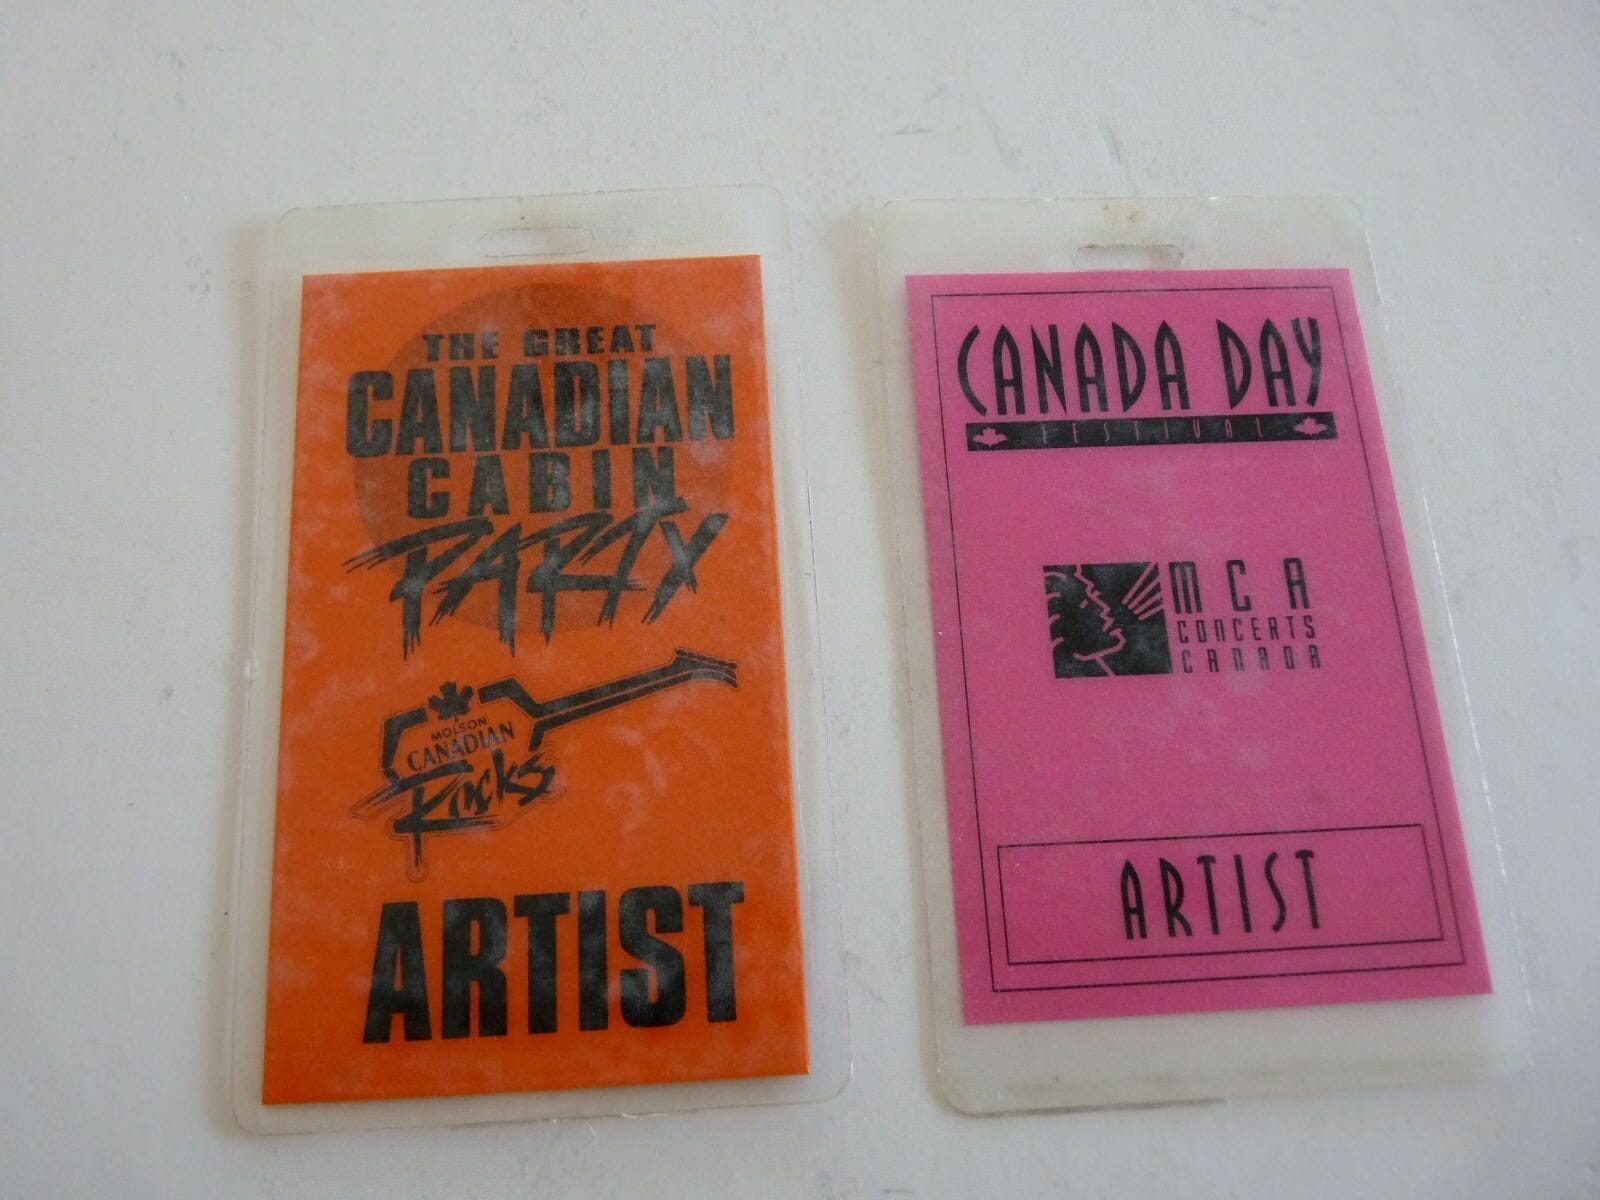 THE GREAT
CANADIAN
CABIN
PARTY
MOLSON
CANADIAN
Rocks
ARTIST
CANADA DAY
FESTIVAL
MCA
CONCERTS
CANADA
ARTIST